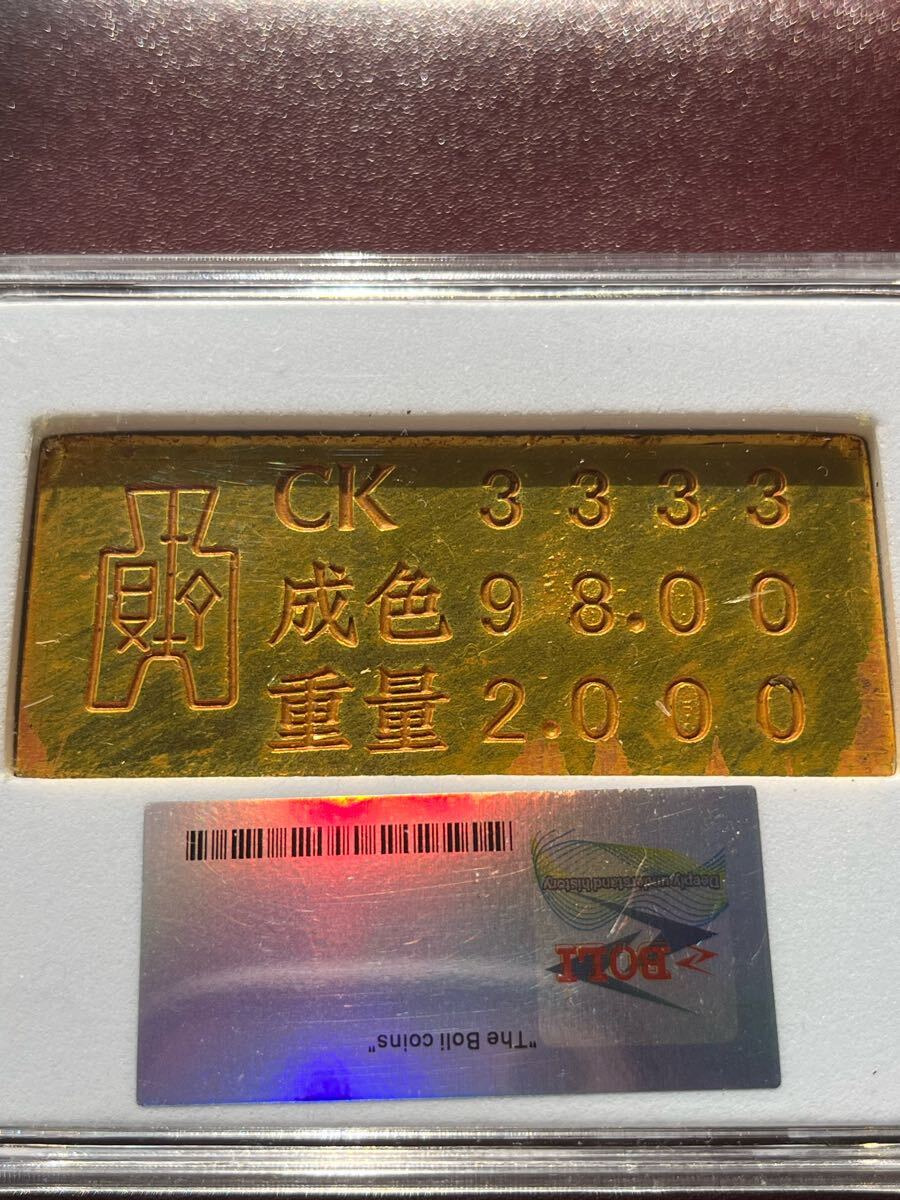 CK 3333
成色 98.00
重量 2.000
Deeply understand history
BOLI
"The Boli coins"